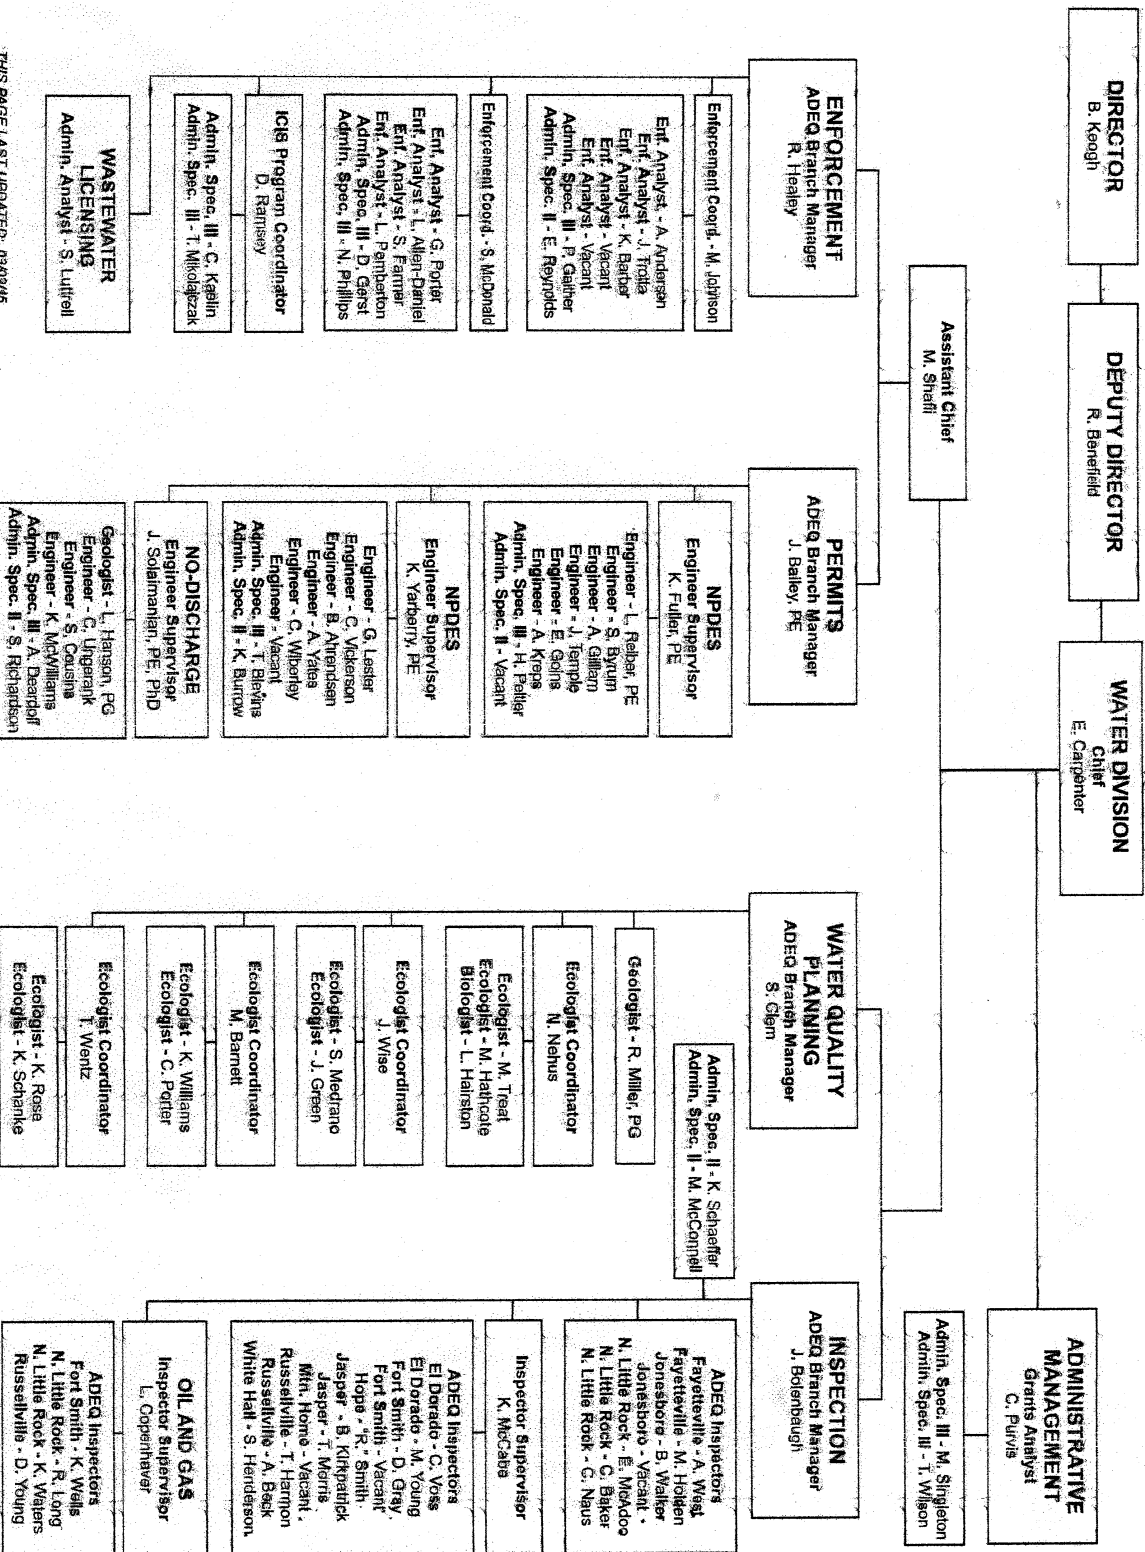 DIRECTOR
B. Keogh
DEPUTY DIRECTOR
R. Benefield
WATER DIVISION
Chief
E. Carpenter
ADMINISTRATIVE
MANAGEMENT
Grants Analyst
C. Purvis
Admin. Spec. III - M. Singleton
Admin. Spec. III - T. Wilson
Assistant Chief
M. Shafii
ENFORCEMENT
ADEQ Branch Manager
R. Healey
Enforcement Coord. - M. Johnson
Enf. Analyst. - A. Anderson
Enf. Analyst - J. Trotta
Enf. Analyst - K. Barber
Enf. Analyst - Vacant
Enf. Analyst - Vacant
Admin. Spec. III - P. Gaither
Admin. Spec. II - E. Reynolds
Enforcement Coord. - S. McDonald
Enf. Analyst - G. Porter
Enf. Analyst - L. Allen-Daniel
Enf. Analyst - S. Farmer
Enf. Analyst - L. Pemberton
Admin. Spec. III - D. Gerst
Admin. Spec. III - N. Phillips
ICIS Program Coordinator
D. Ramsey
Admin. Spec. III - C. Kaelin
Admin. Spec. III - T. Mikolajczak
WASTEWATER
LICENSING
Admin. Analyst - S. Luttrell
PERMITS
ADEQ Branch Manager
J. Bailey, PE
NPDES
Engineer Supervisor
K. Fuller, PE
Engineer - L. Reiber, PE
Engineer - S. Byrum
Engineer - A. Gilliam
Engineer - J. Temple
Engineer - E. Goins
Engineer - A. Kreps
Admin. Spec. III - H. Peltier
Admin. Spec. II - Vacant
NPDES
Engineer Supervisor
K. Yarberry, PE
Engineer - G. Lester
Engineer - C. Vickerson
Engineer - B. Ahrendsen
Engineer - A. Yates
Engineer - C. Wiborley
Engineer - Vacant
Admin. Spec. III - T. Blevins
Admin. Spec. II - K. Burrow
NO-DISCHARGE
Engineer Supervisor
J. Solaimanian, PE, PhD
Geologist - L. Hanson, PG
Engineer - C. Ungerank
Engineer - S. Cousins
Engineer - K. McWilliams
Admin. Spec. III - A. Deardoff
Admin. Spec. II - S. Richardson
WATER QUALITY
PLANNING
ADEQ Branch Manager
S. Clem
Geologist - R. Miller, PG
Ecologist Coordinator
N. Nehus
Ecologist - M. Treat
Ecologist - M. Hathcote
Biologist - L. Hairston
Ecologist Coordinator
J. Wise
Ecologist - S. Medrano
Ecologist - J. Green
Ecologist Coordinator
M. Barnett
Ecologist - K. Williams
Ecologist - C. Porter
Ecologist Coordinator
T. Wentz
Ecologist - K. Rose
Ecologist - K. Schanke
INSPECTION
ADEQ Branch Manager
J. Bolenbaugh
Admin. Spec. II - K. Schaeffer
Admin. Spec. II - M. McConnell
ADEQ Inspectors
Fayetteville - A. West
Fayetteville - M. Holden
Jonesboro - B. Walker
Jonesboro - Vacant
N. Little Rock - E. McAdoo
N. Little Rock - C. Baker
N. Little Rock - C. Naus
Inspector Supervisor
K. McCabe
ADEQ Inspectors
El Dorado - C. Voss
El Dorado - M. Young
Fort Smith - D. Gray
Fort Smith - Vacant
Hope - "R." Smith
Jasper - B. Kirkpatrick
Jasper - T. Morris
Mtn. Home - Vacant
Russellville - T. Harmon
Russellville - A. Beck
White Hall - S. Henderson
OIL AND GAS
Inspector Supervisor
L. Copenhaver
ADEQ Inspectors
Fort Smith - K. Wells
N. Little Rock - R. Long
N. Little Rock - K. Waters
Russellville - D. Young
THIS PAGE LAST UPDATED: